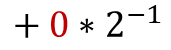 + 0 ∗ 2⁻¹